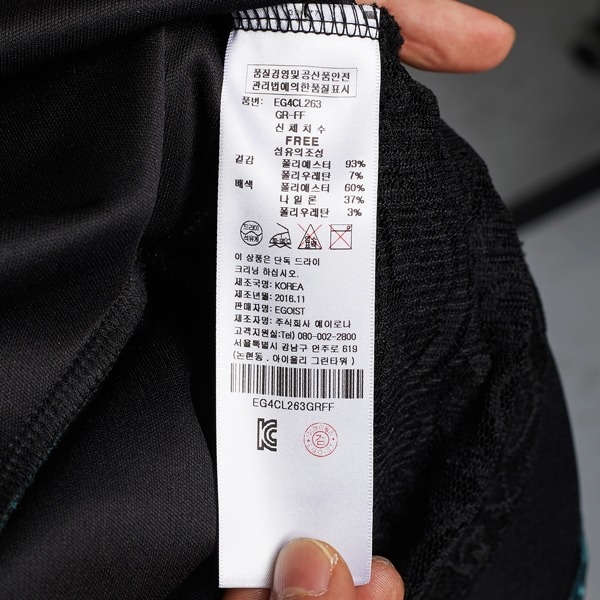 품질경영및 공산품안전
관리법에의한품질표시
품번: EG4CL263
GR-FF
신체치수
FREE
섬유의조성
겉감 폴리에스터 93%
폴리우레탄 7%
배색 폴리에스터 60%
나일론 37%
폴리우레탄 3%
드라이
석유계
이 상품은 단독 드라이
크리닝 하십시오.
제조국명: KOREA
제조년월: 2016.11
판매자명: EGOIST
제조자명: 주식회사 에이로나
고객지원실:Tel) 080-002-2800
서울특별시 강남구 언주로 619
(논현동 . 아이올리 그린타워 )
EG4CL263GRFF